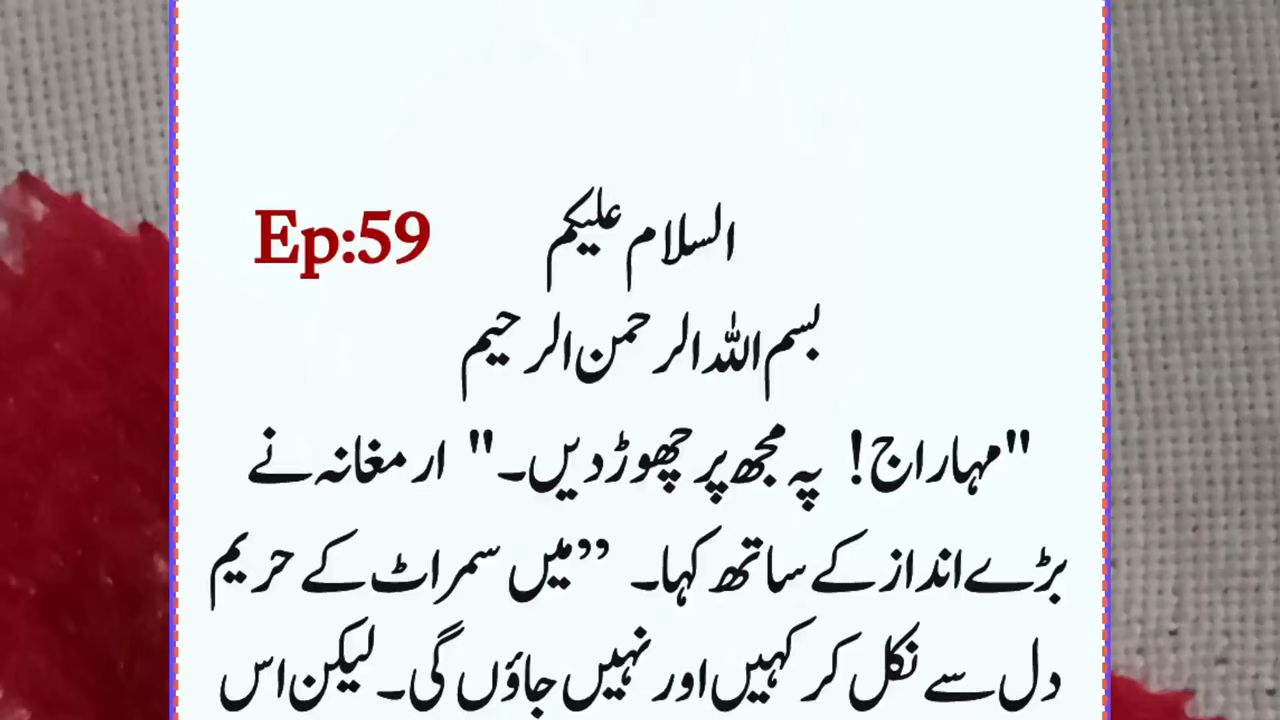 السلام علیکم
Ep:59
بسم اللہ الرحمن الرحیم
"مہاراج! پہ مجھ پر چھوڑ دیں۔" ارمغانہ نے
بڑے انداز کے ساتھ کہا۔ ”میں سمراٹ کے حریم
دل سے نکل کر کہیں اور نہیں جاؤں گی۔ لیکن اس